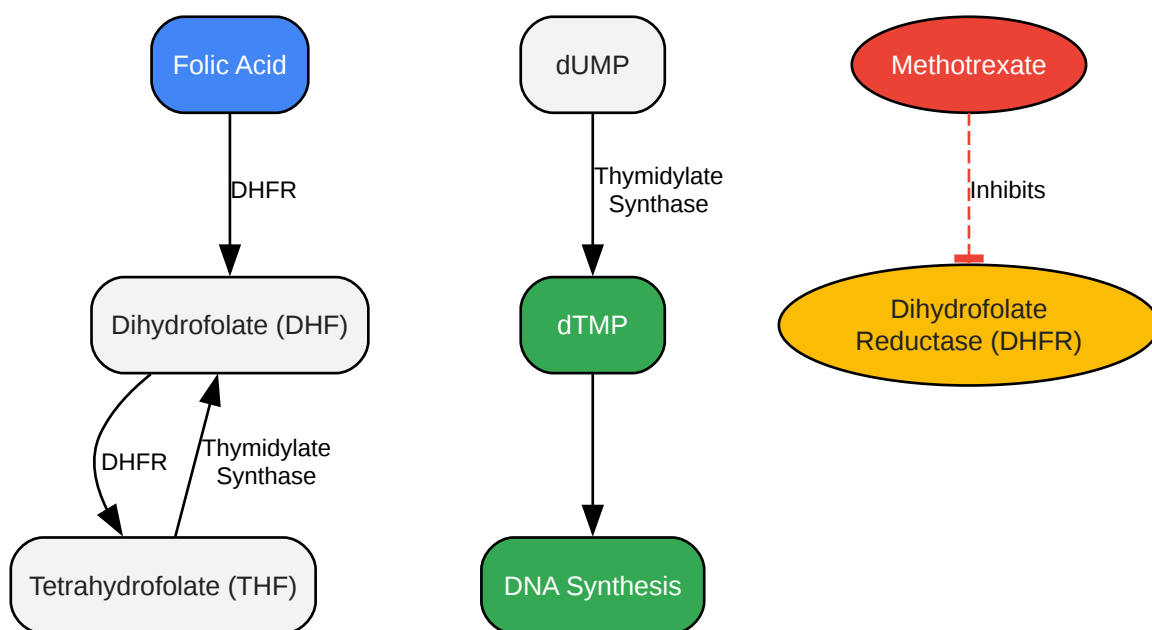 Folic Acid
dUMP
Methotrexate
DHFR
Thymidylate
Synthase
Inhibits
Dihydrofolate (DHF)
dTMP
Dihydrofolate
Reductase (DHFR)
DHFR
Thymidylate
Synthase
Tetrahydrofolate (THF)
DNA Synthesis